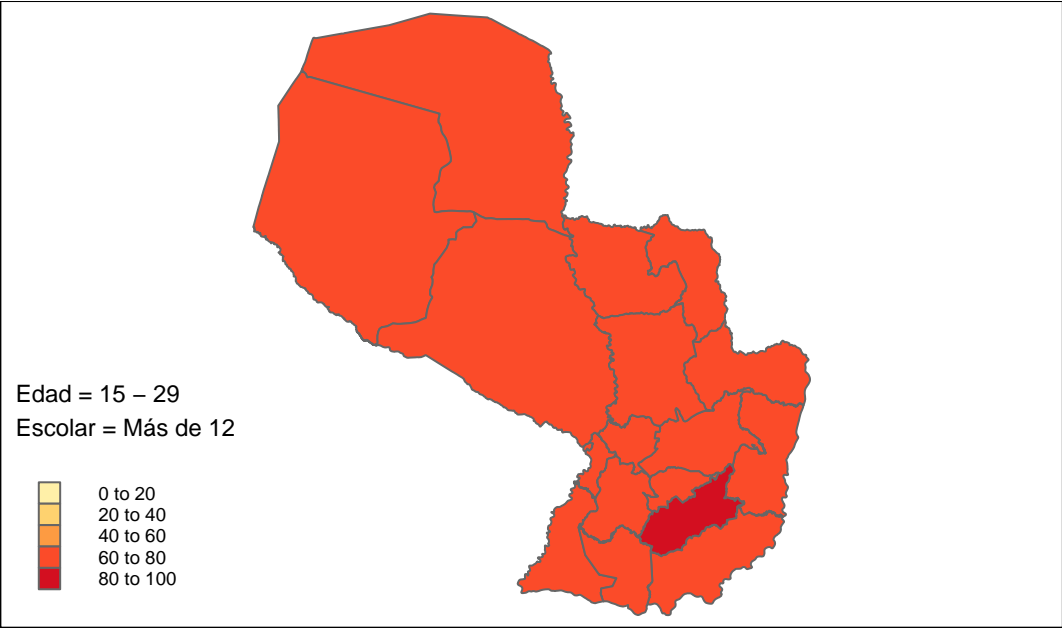 Edad = 15 – 29
Escolar = Más de 12
0 to 20
20 to 40
40 to 60
60 to 80
80 to 100